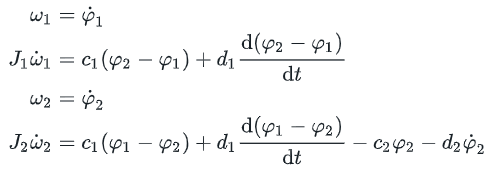 ω₁ = φ̇₁
J₁ω̇₁ = c₁(φ₂ − φ₁) + d₁ d(φ₂ − φ₁)/dt
ω₂ = φ̇₂
J₂ω̇₂ = c₁(φ₁ − φ₂) + d₁ d(φ₁ − φ₂)/dt − c₂φ₂ − d₂φ̇₂